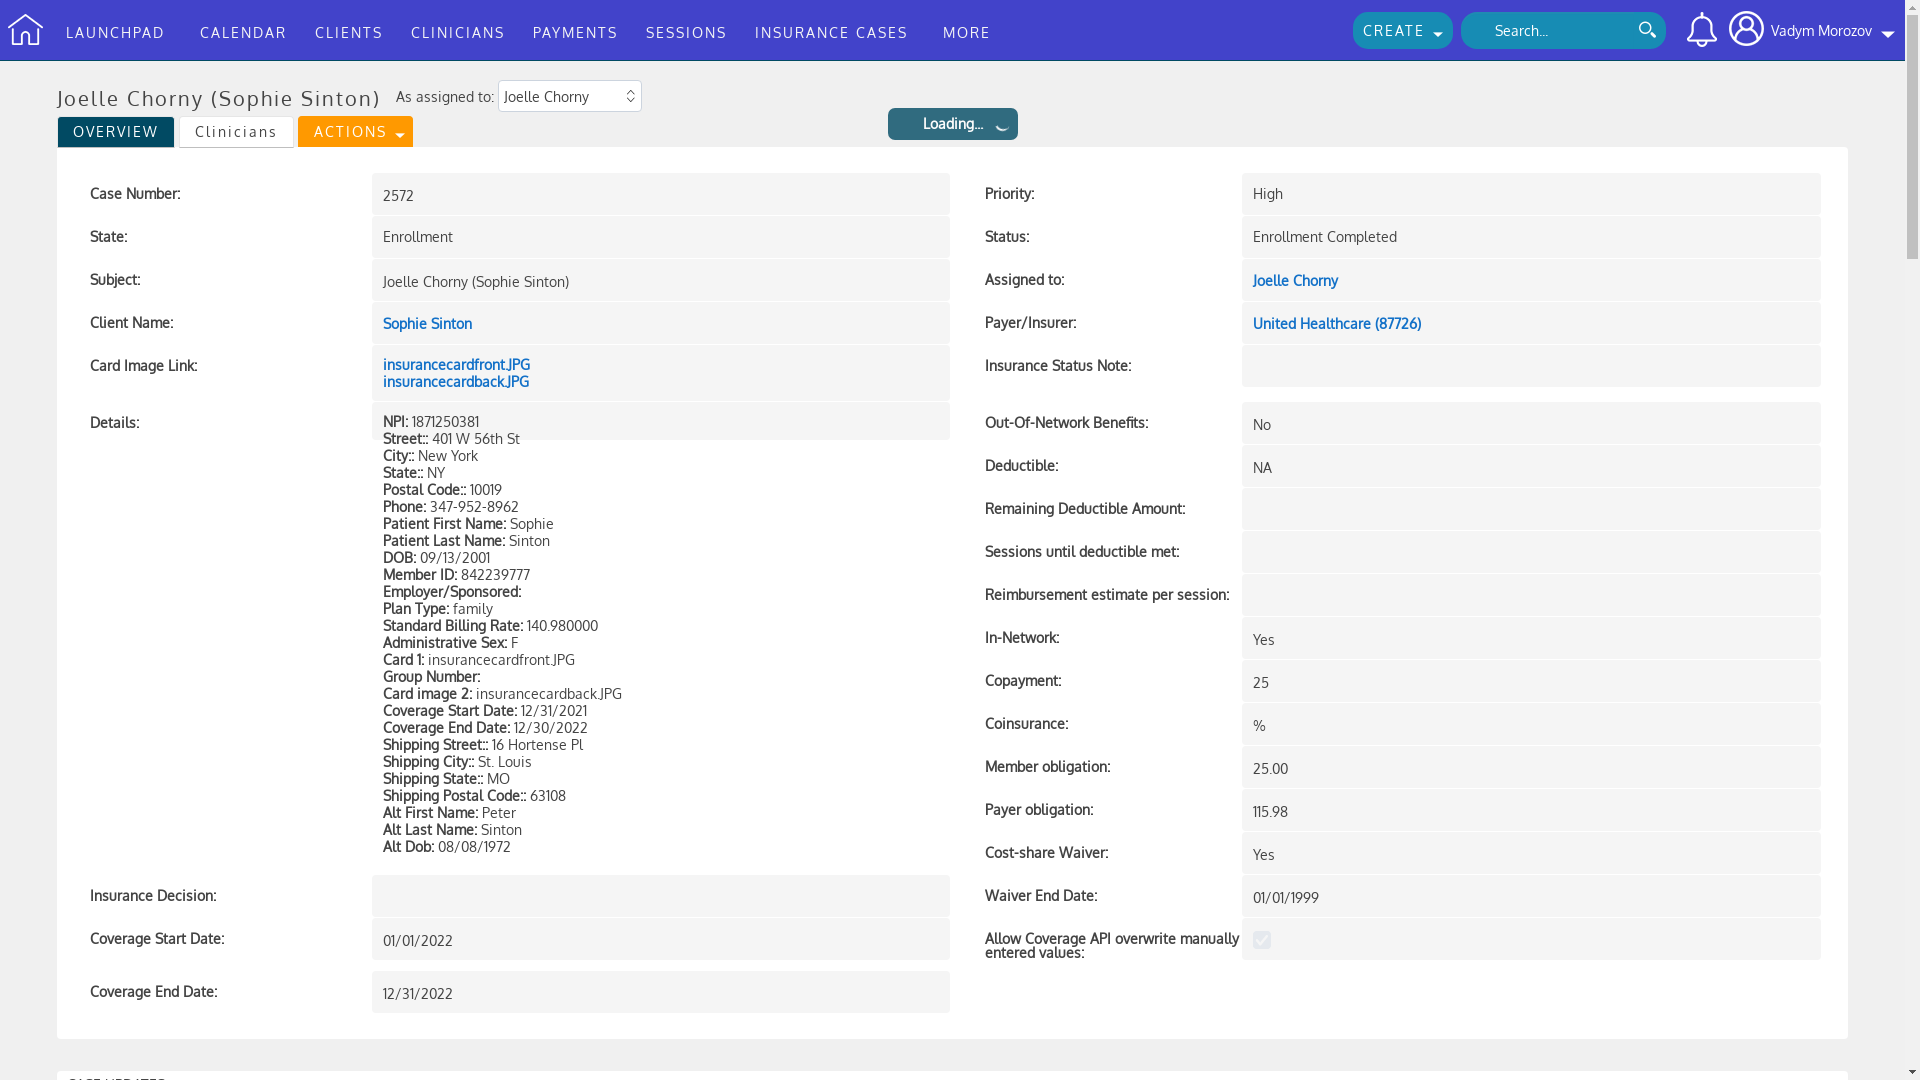 LAUNCHPAD CALENDAR CLIENTS CLINICIANS PAYMENTS SESSIONS INSURANCE CASES MORE CREATE Search... Vadym Morozov
Joelle Chorny (Sophie Sinton) As assigned to: Joelle Chorny
Loading...
OVERVIEW Clinicians ACTIONS
Case Number: 2572 Priority: High
State: Enrollment Status: Enrollment Completed
Subject: Joelle Chorny (Sophie Sinton) Assigned to: Joelle Chorny
Client Name: Sophie Sinton Payer/Insurer: United Healthcare (87726)
Card Image Link: insurancecardfront.JPG Insurance Status Note:
insurancecardback.JPG
Details:
NPI: 1871250381
Street:: 401 W 56th St
City:: New York
State:: NY
Postal Code:: 10019
Phone: 347-952-8962
Patient First Name: Sophie
Patient Last Name: Sinton
DOB: 09/13/2001
Member ID: 842239777
Employer/Sponsored:
Plan Type: family
Standard Billing Rate: 140.980000
Administrative Sex: F
Card 1: insurancecardfront.JPG
Group Number:
Card image 2: insurancecardback.JPG
Coverage Start Date: 12/31/2021
Coverage End Date: 12/30/2022
Shipping Street:: 16 Hortense Pl
Shipping City:: St. Louis
Shipping State:: MO
Shipping Postal Code:: 63108
Alt First Name: Peter
Alt Last Name: Sinton
Alt Dob: 08/08/1972
Out-Of-Network Benefits: No
Deductible: NA
Remaining Deductible Amount:
Sessions until deductible met:
Reimbursement estimate per session:
In-Network: Yes
Copayment: 25
Coinsurance: %
Member obligation: 25.00
Payer obligation: 115.98
Cost-share Waiver: Yes
Insurance Decision: Waiver End Date: 01/01/1999
Coverage Start Date: 01/01/2022 Allow Coverage API overwrite manually
entered values:
Coverage End Date: 12/31/2022
CASE UPDATES